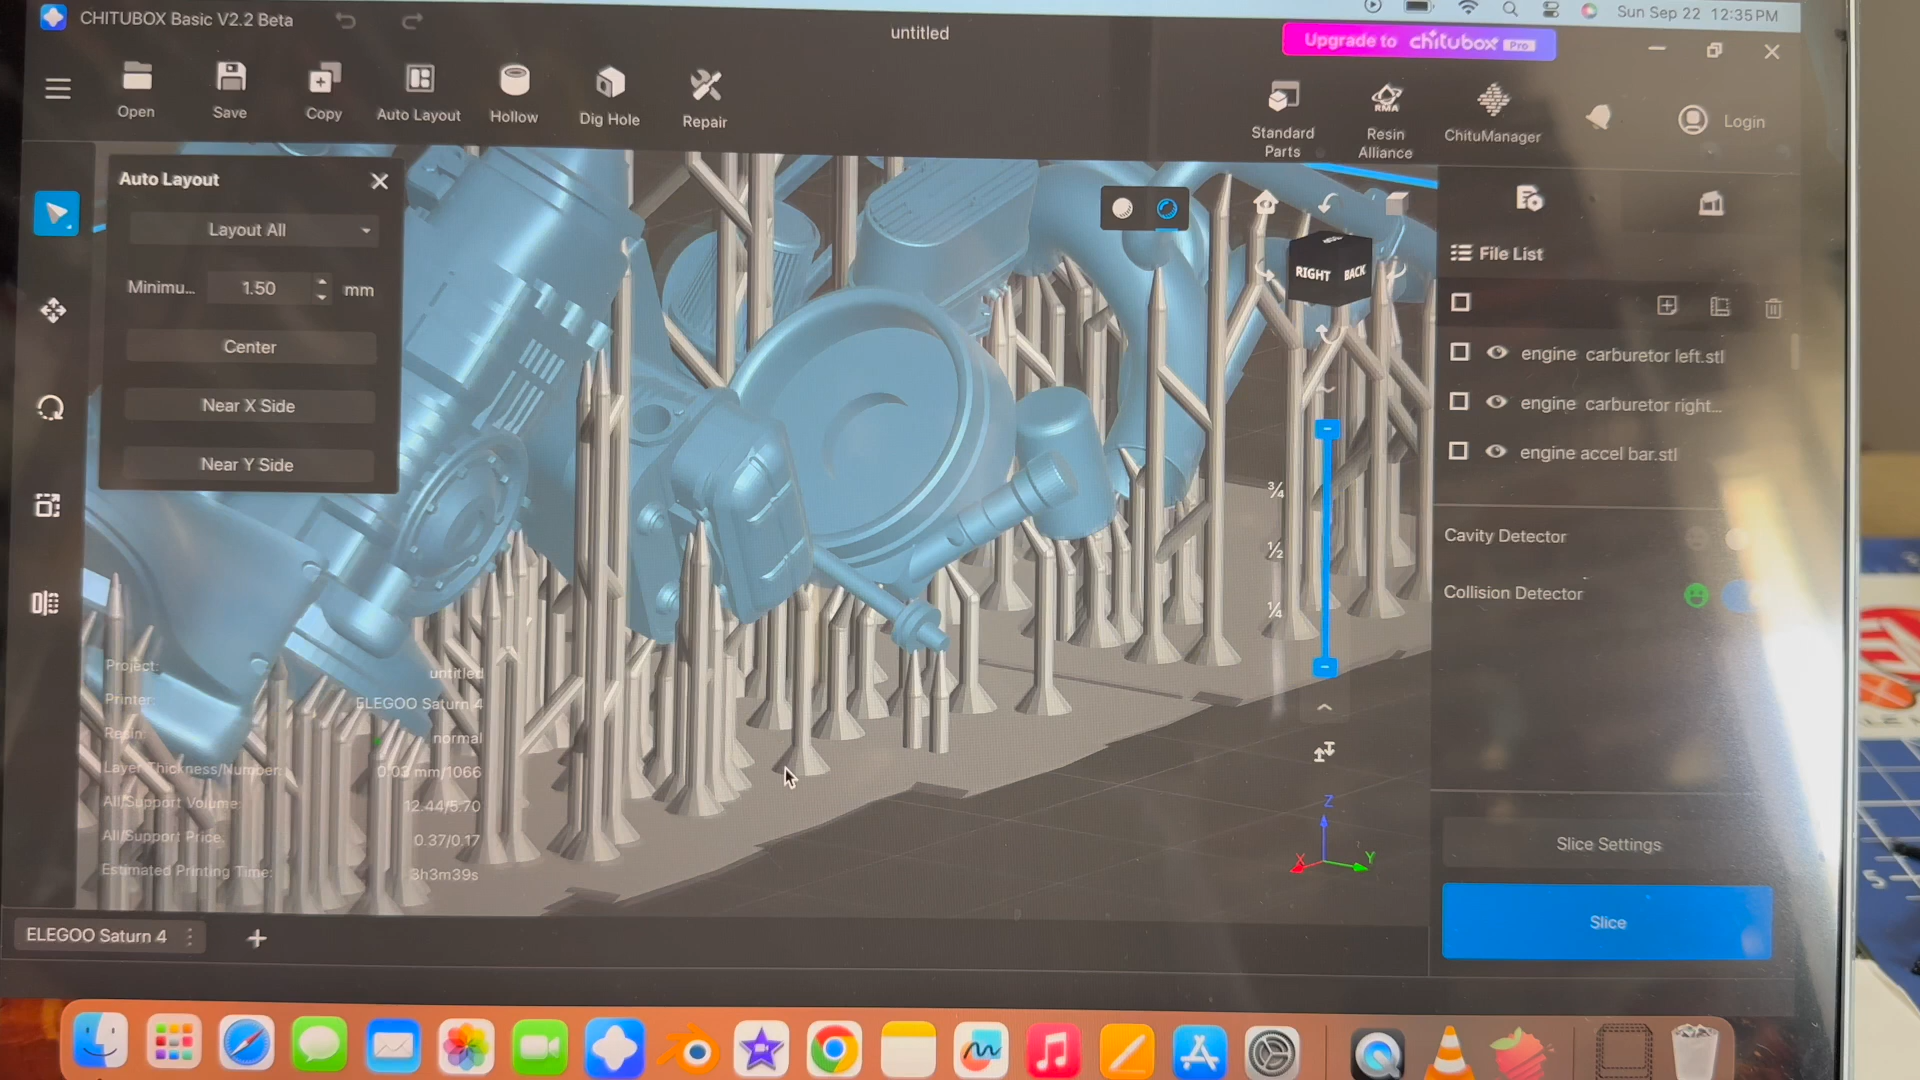 CHITUBOX Basic V2.2 Beta
untitled
Sun Sep 22 12:35 PM
Upgrade to chitubox Pro
Open
Save
Copy
Auto Layout
Hollow
Dig Hole
Repair
Standard Parts
Resin Alliance
RMA
ChituManager
Login
Auto Layout
Layout All
Minimu... 1.50 mm
Center
Near X Side
Near Y Side
RIGHT
BACK
3/4
1/2
1/4
File List
engine carburetor left.stl
engine carburetor right...
engine accel bar.stl
Cavity Detector
Collision Detector
Project: untitled
Printer: ELEGOO Saturn 4
Resin: normal
Layer Thickness/Number: 0.03 mm/1066
All/Support Volume: 12.44/5.70
All/Support Price: 0.37/0.17
Estimated Printing Time: 3h3m39s
Z
X
Y
Slice Settings
Slice
ELEGOO Saturn 4
5